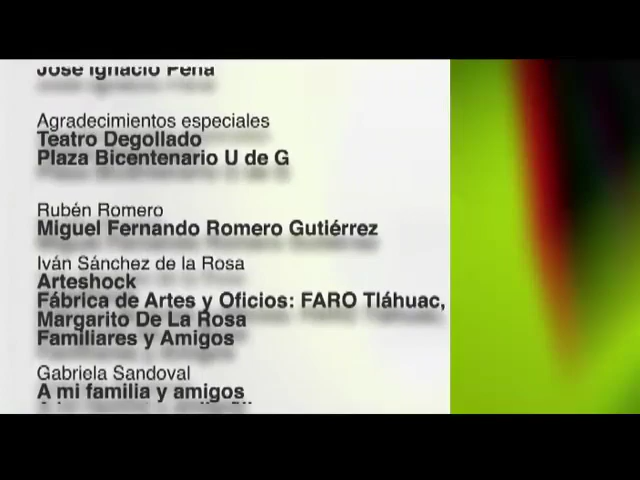 José Ignacio Peña
Agradecimientos especiales
Teatro Degollado
Plaza Bicentenario U de G
Rubén Romero
Miguel Fernando Romero Gutiérrez
Iván Sánchez de la Rosa
Arteshock
Fábrica de Artes y Oficios: FARO Tláhuac,
Margarito De La Rosa
Familiares y Amigos
Gabriela Sandoval
A mi familia y amigos